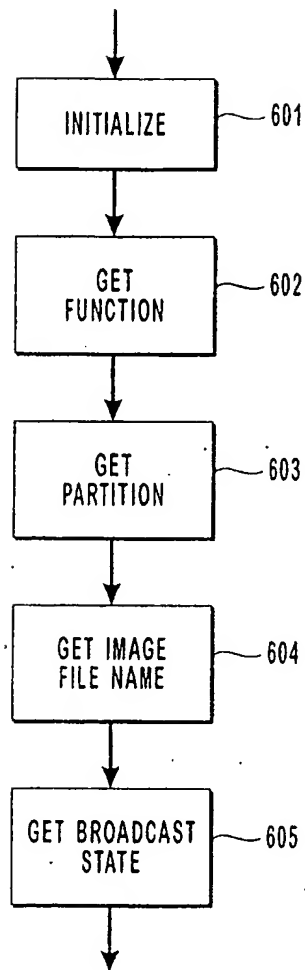 INITIALIZE
601
GET
FUNCTION
602
GET
PARTITION
603
GET IMAGE
FILE NAME
604
GET BROADCAST
STATE
605